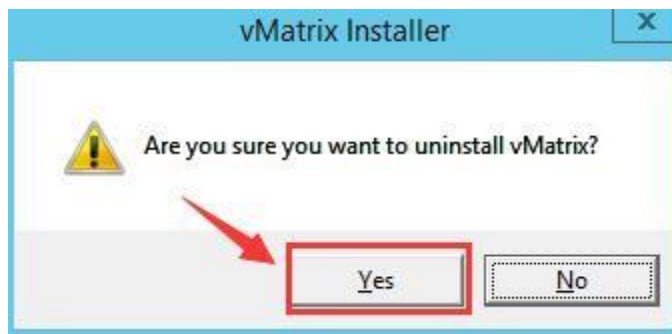 vMatrix Installer
X
Are you sure you want to uninstall vMatrix?
Yes
No